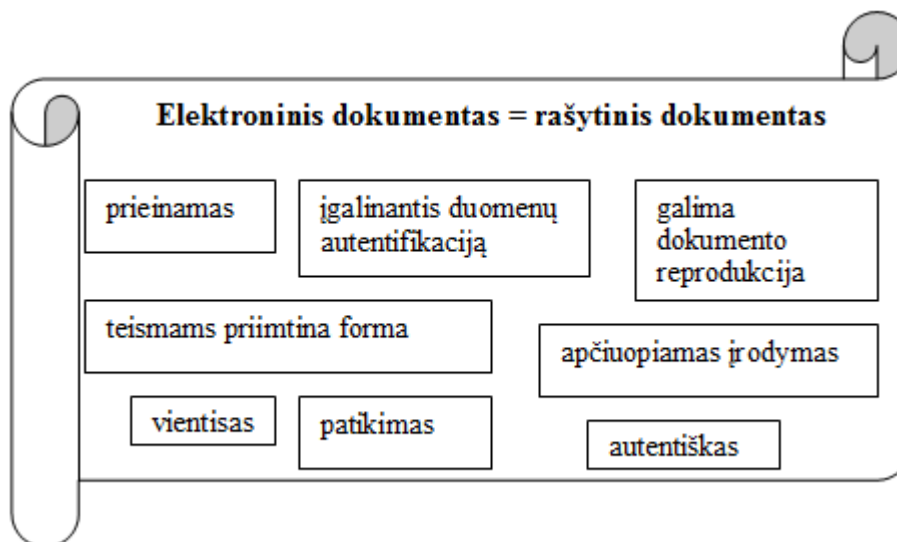 Elektroninis dokumentas = rašytinis dokumentas
prieinamas
įgalinantis duomenų
autentifikaciją
galima
dokumento
reprodukcija
teismams priimtina forma
apčiuopiamas įrodymas
vientisas
patikimas
autentiškas